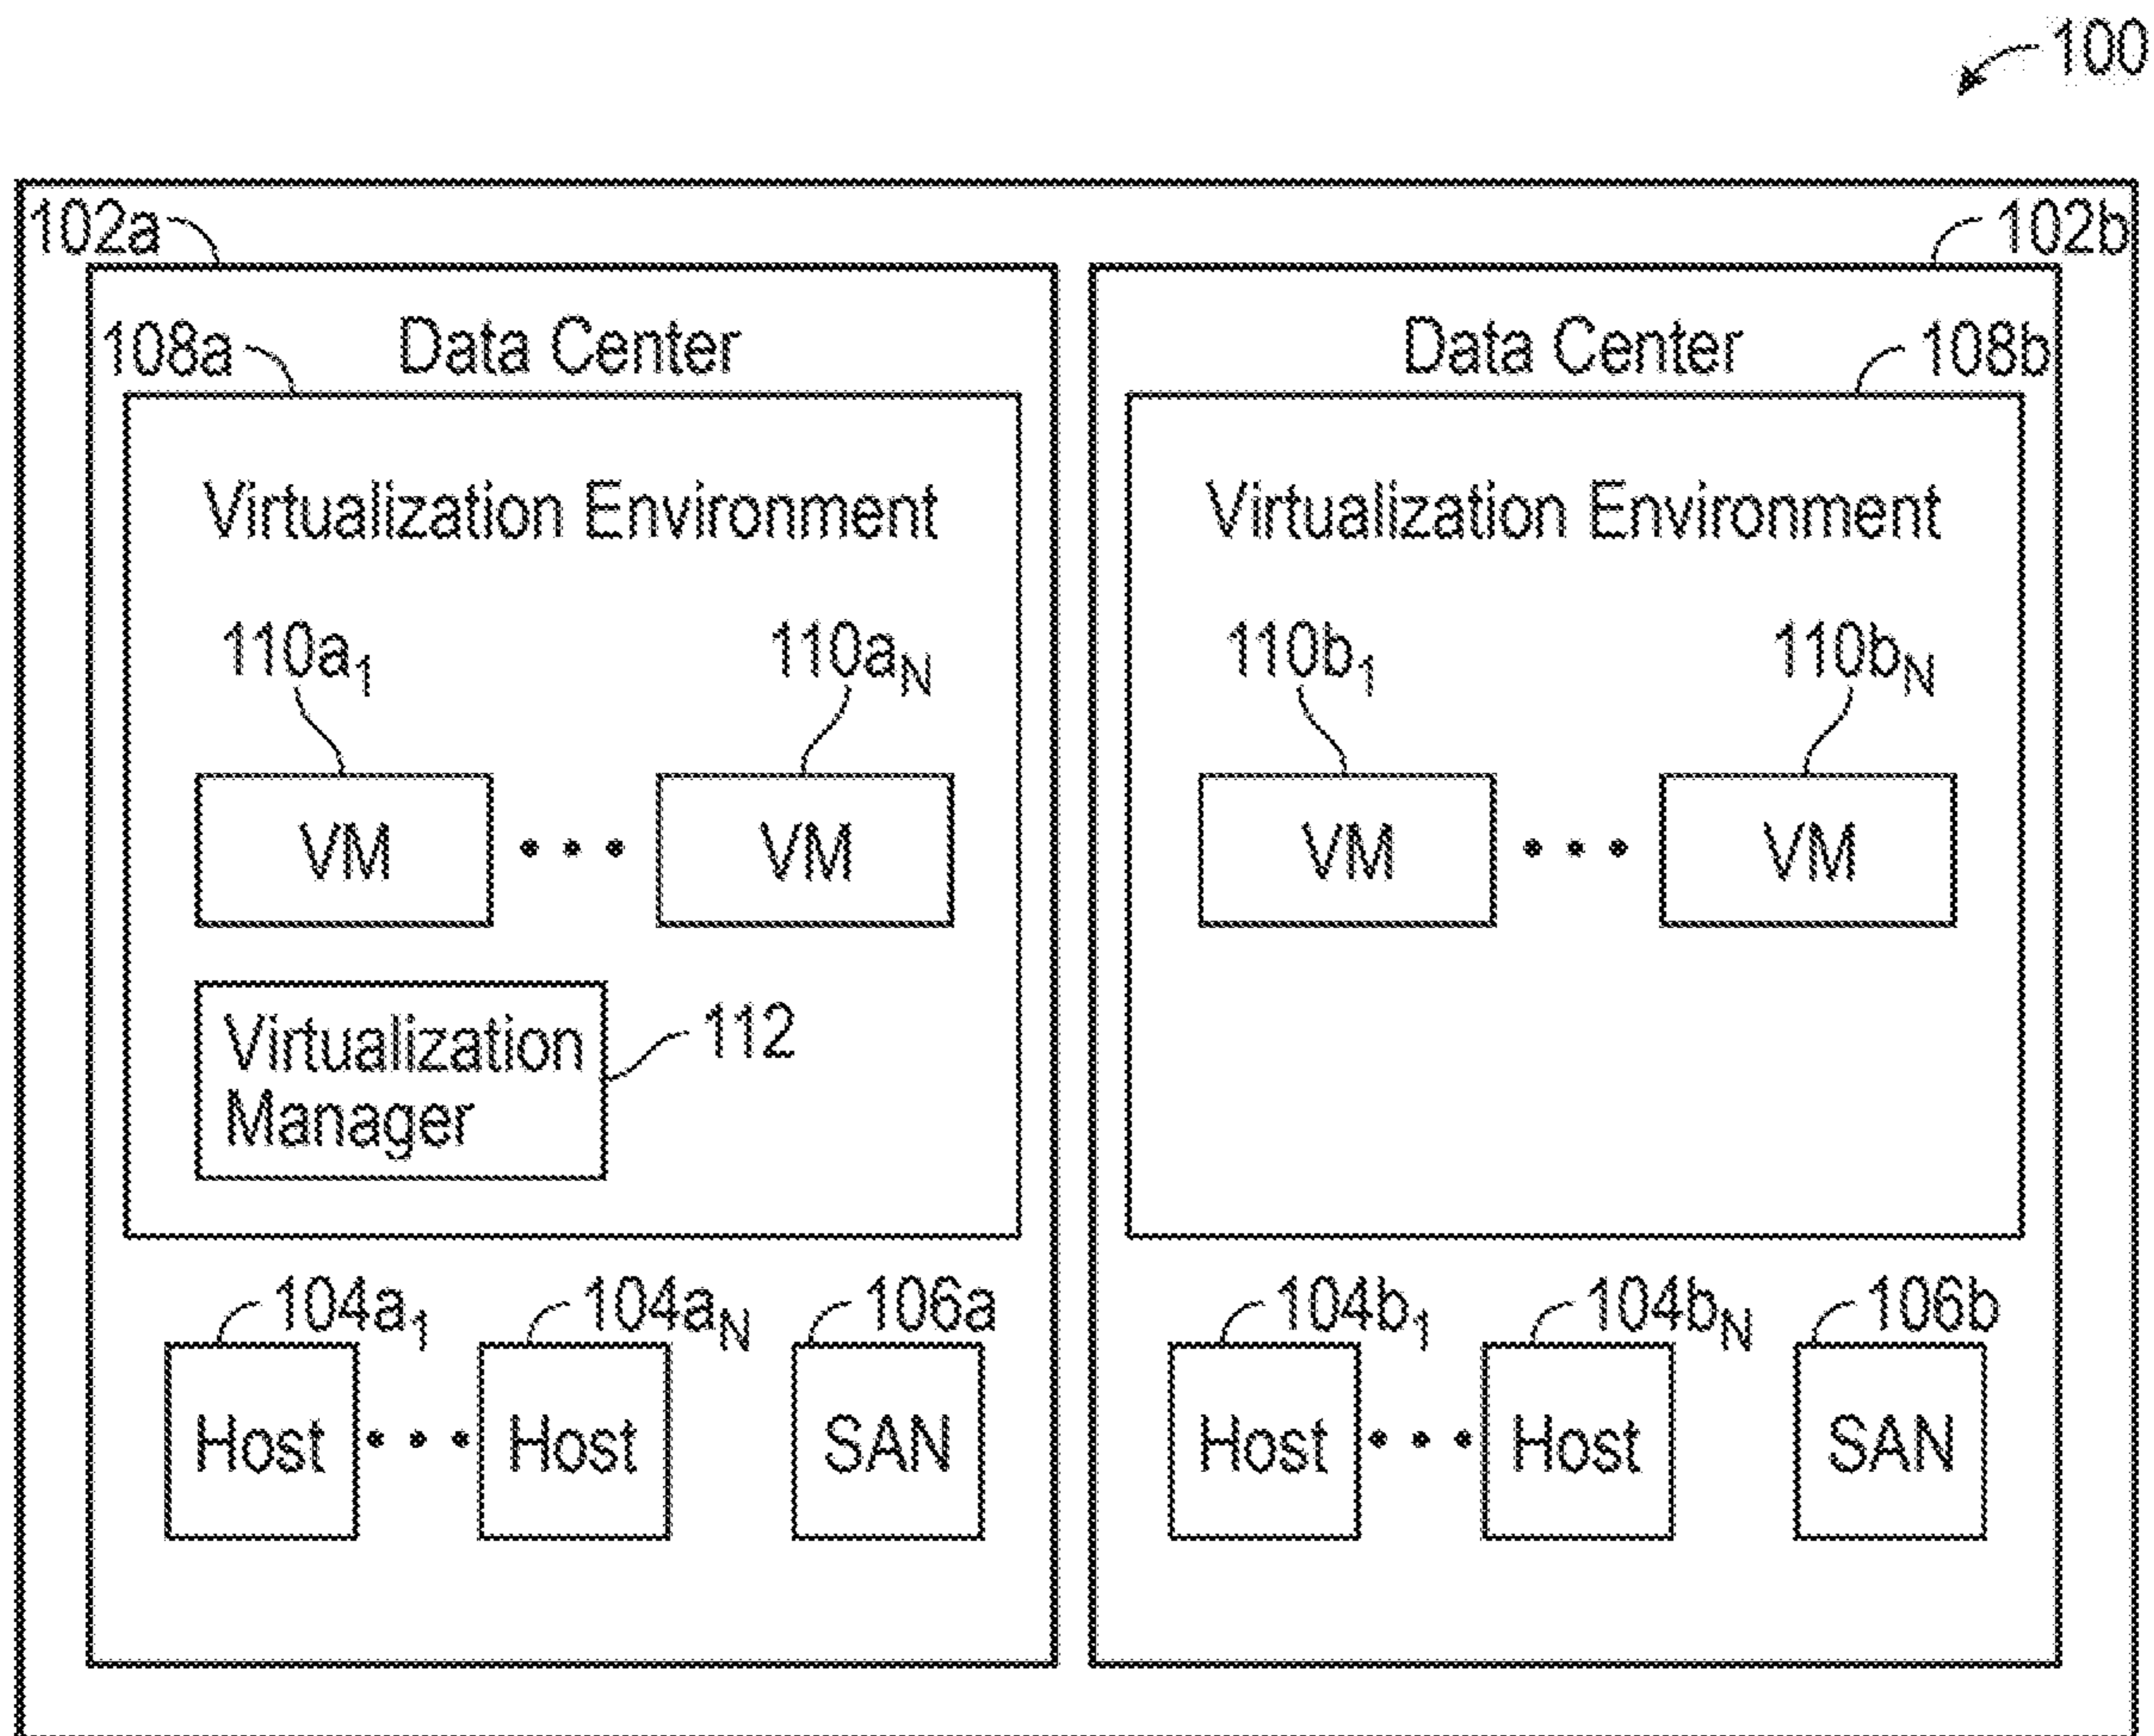 100
102a
102b
Data Center
108a
Virtualization Environment
110a₁
110aN
VM
• • •
VM
Virtualization
Manager
112
104a₁
104aN
106a
Host
• • •
Host
SAN
Data Center
108b
Virtualization Environment
110b₁
110bN
VM
• • •
VM
104b₁
104bN
106b
Host
• • •
Host
SAN